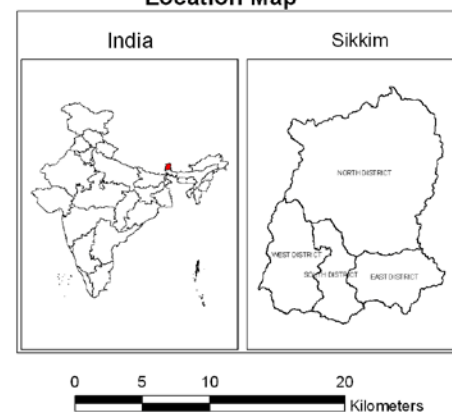 Location Map
India
Sikkim
NORTH DISTRICT
WEST DISTRICT
SOUTH DISTRICT
EAST DISTRICT
0 5 10 20
Kilometers